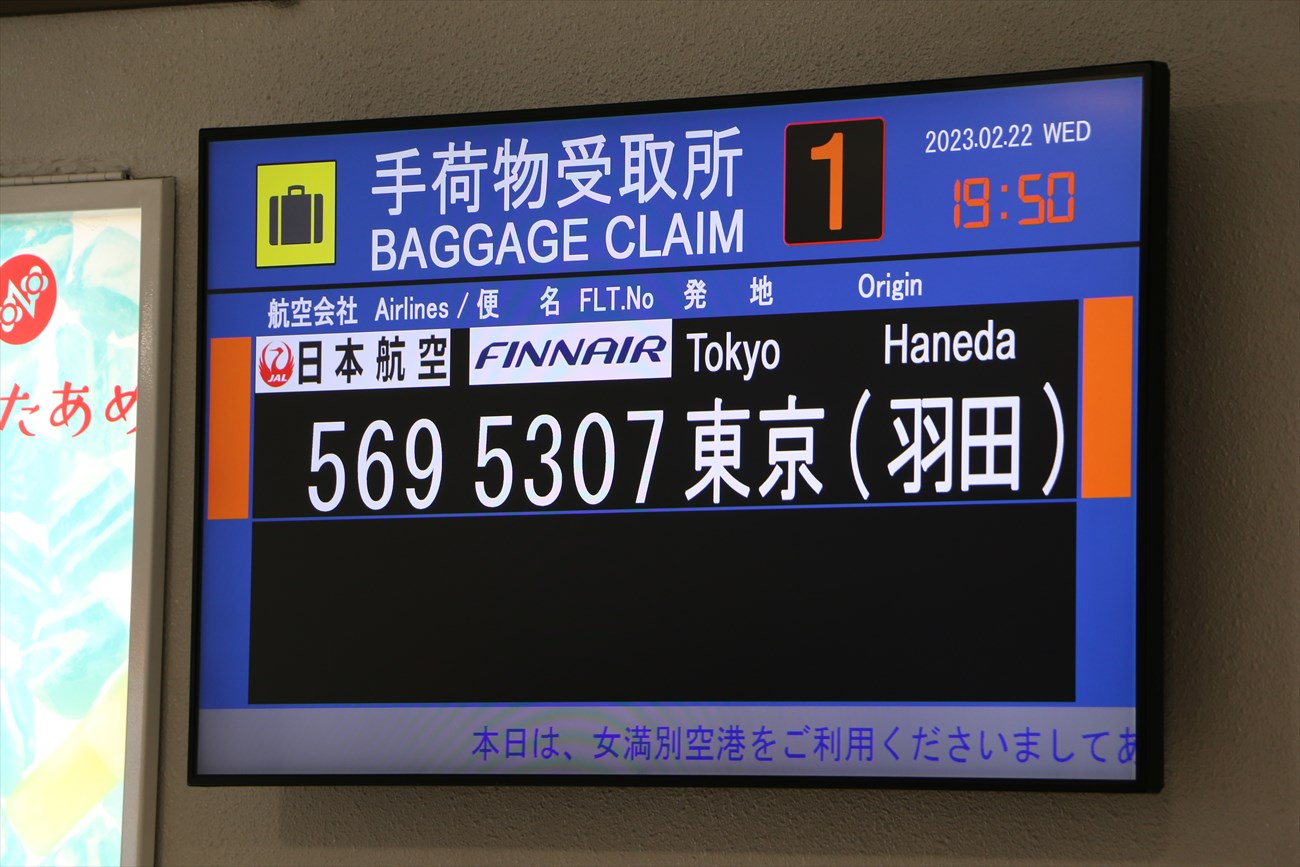 手荷物受取所
BAGGAGE CLAIM
1
2023.02.22 WED
19:50
航空会社 Airlines / 便 名 FLT.No 発 地 Origin
JAL 日本航空 FINNAIR Tokyo Haneda
569 5307 東京(羽田)
本日は、女満別空港をご利用くださいましてあ
たあめ